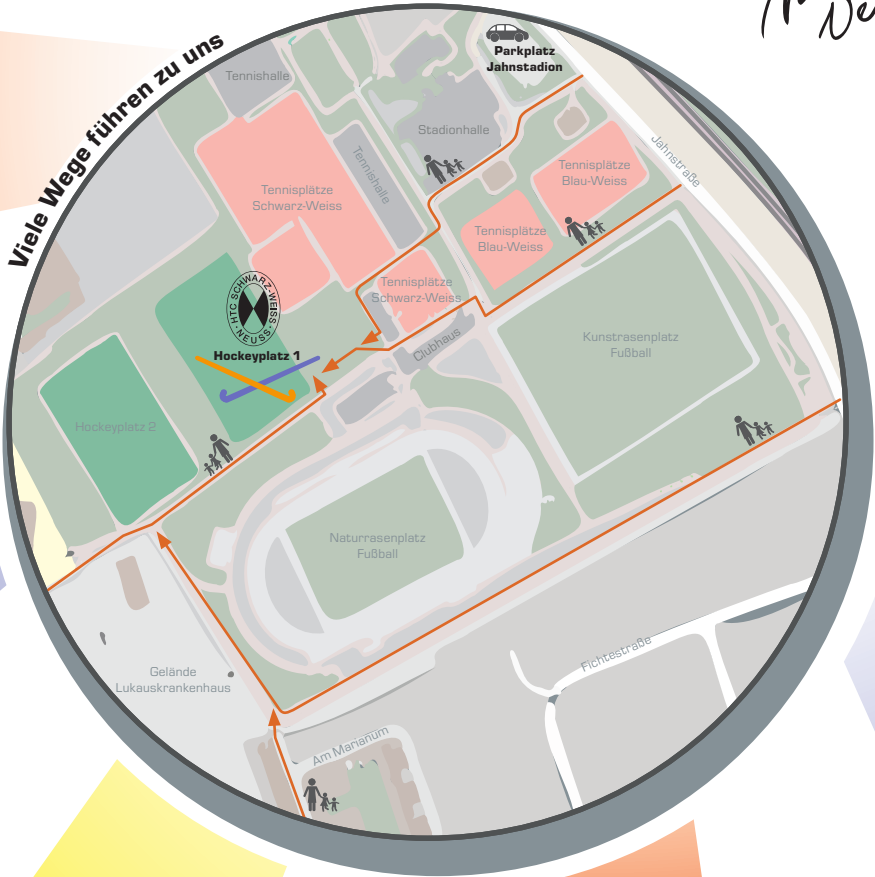 Viele Wege führen zu uns
Ne
Parkplatz
Jahnstadion
Tennishalle
Stadionhalle
Jahnstraße
Tennishalle
Tennisplätze
Blau-Weiss
Tennisplätze
Schwarz-Weiss
Tennisplätze
Blau-Weiss
Tennisplätze
Schwarz-Weiss
HTC SCHWARZ-WEISS
·NEUSS·
Kunstrasenplatz
Fußball
Clubhaus
Hockeyplatz 1
Hockeyplatz 2
Naturrasenplatz
Fußball
Fichtestraße
Gelände
Lukauskrankenhaus
Am Marianum